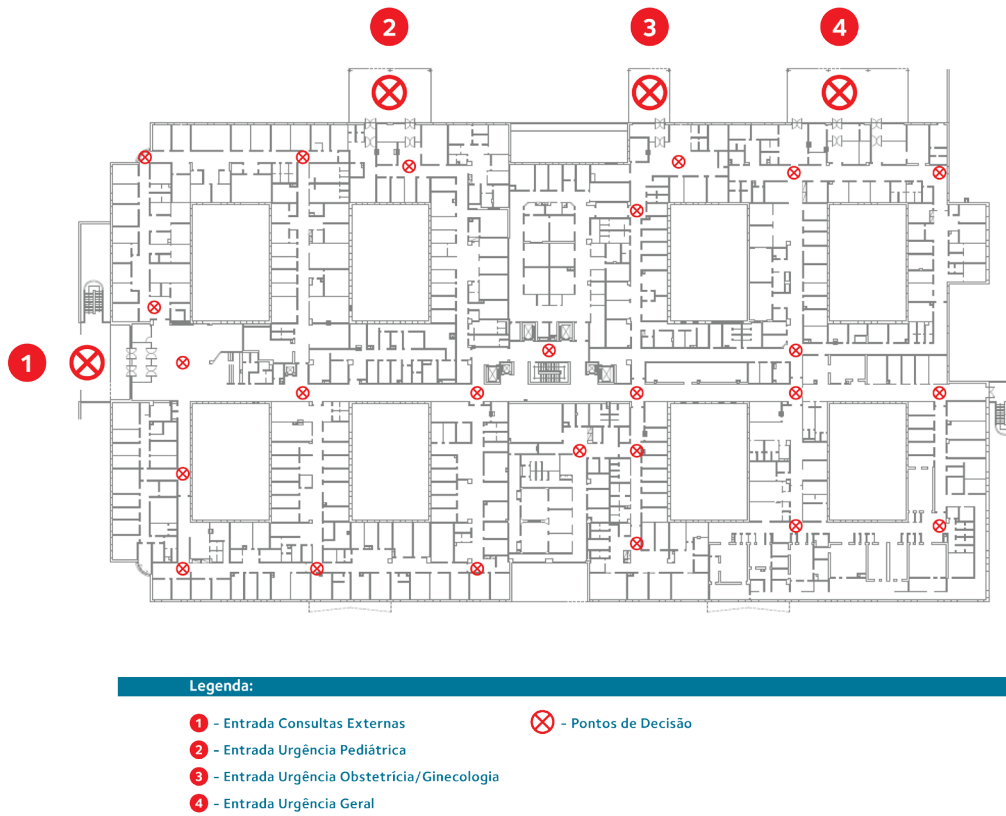 2
3
4
1
Legenda:
1 - Entrada Consultas Externas
- Pontos de Decisão
2 - Entrada Urgência Pediátrica
3 - Entrada Urgência Obstetrícia/Ginecologia
4 - Entrada Urgência Geral